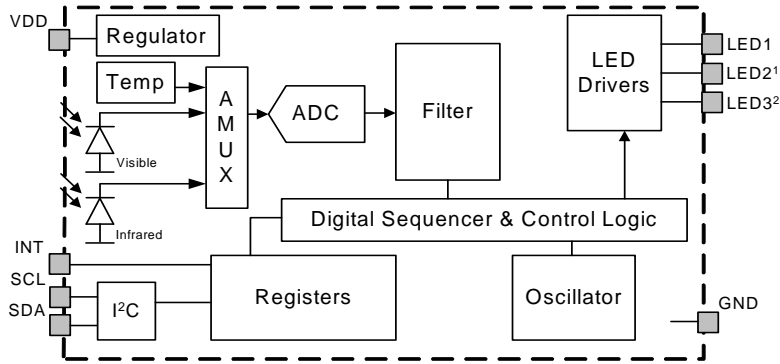 VDD
Regulator
Temp
A
M
U
X
ADC
Filter
LED
Drivers
LED1
LED2¹
LED3²
Visible
Infrared
Digital Sequencer & Control Logic
INT
SCL
SDA
I²C
Registers
Oscillator
GND